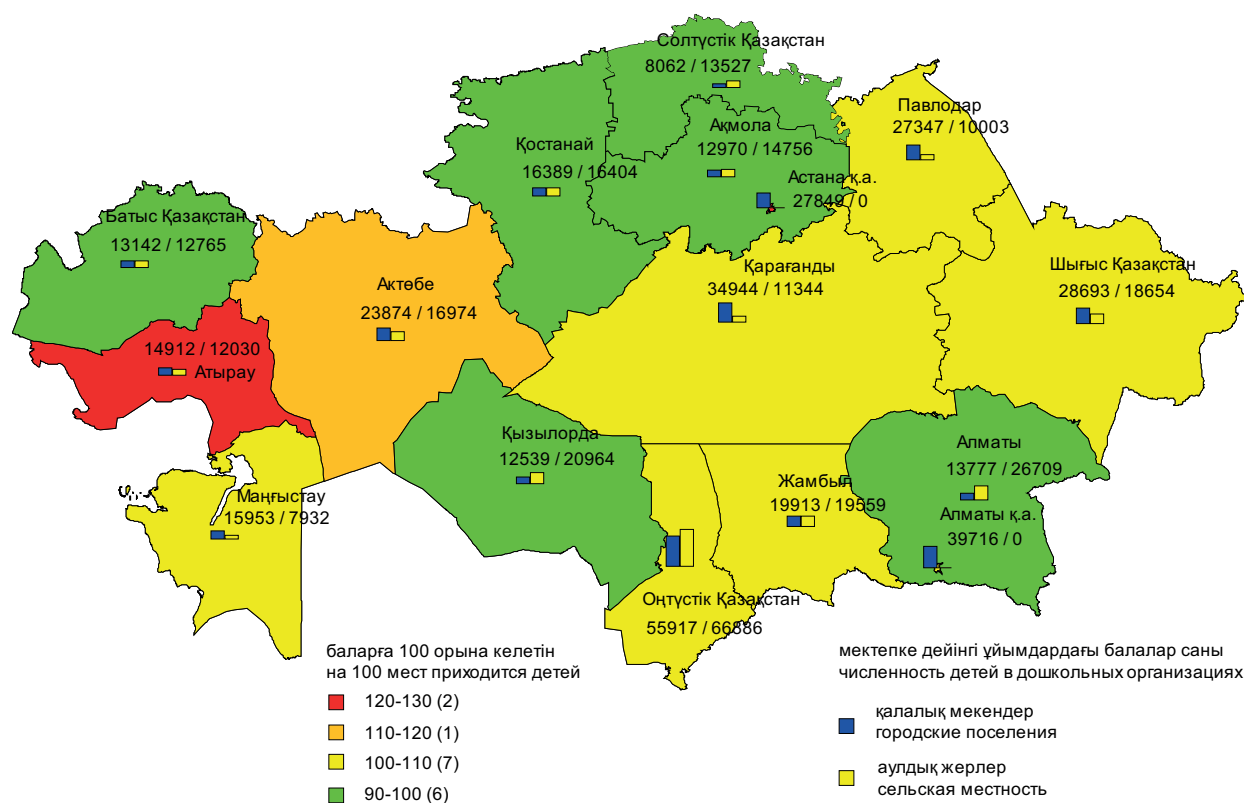 Солтүстік Қазақстан
8062 / 13527
Павлодар
27347 / 10003
Ақмола
12970 / 14756
Қостанай
16389 / 16404
Астана қ.а.
27849 / 0
Батыс Қазақстан
13142 / 12765
Актөбе
23874 / 16974
Қарағанды
34944 / 11344
Шығыс Қазақстан
28693 / 18654
14912 / 12030
Атырау
Қызылорда
12539 / 20964
Алматы
13777 / 26709
Жамбыл
19913 / 19559
Маңғыстау
15953 / 7932
Алматы қ.а.
39716 / 0
Оңтүстік Қазақстан
55917 / 66886
баларға 100 орына келетін
на 100 мест приходится детей
120-130 (2)
110-120 (1)
100-110 (7)
90-100 (6)
мектепке дейінгі ұйымдардағы балалар саны
численность детей в дошкольных организациях
қалалық мекендер
городские поселения
аулдық жерлер
сельская местность